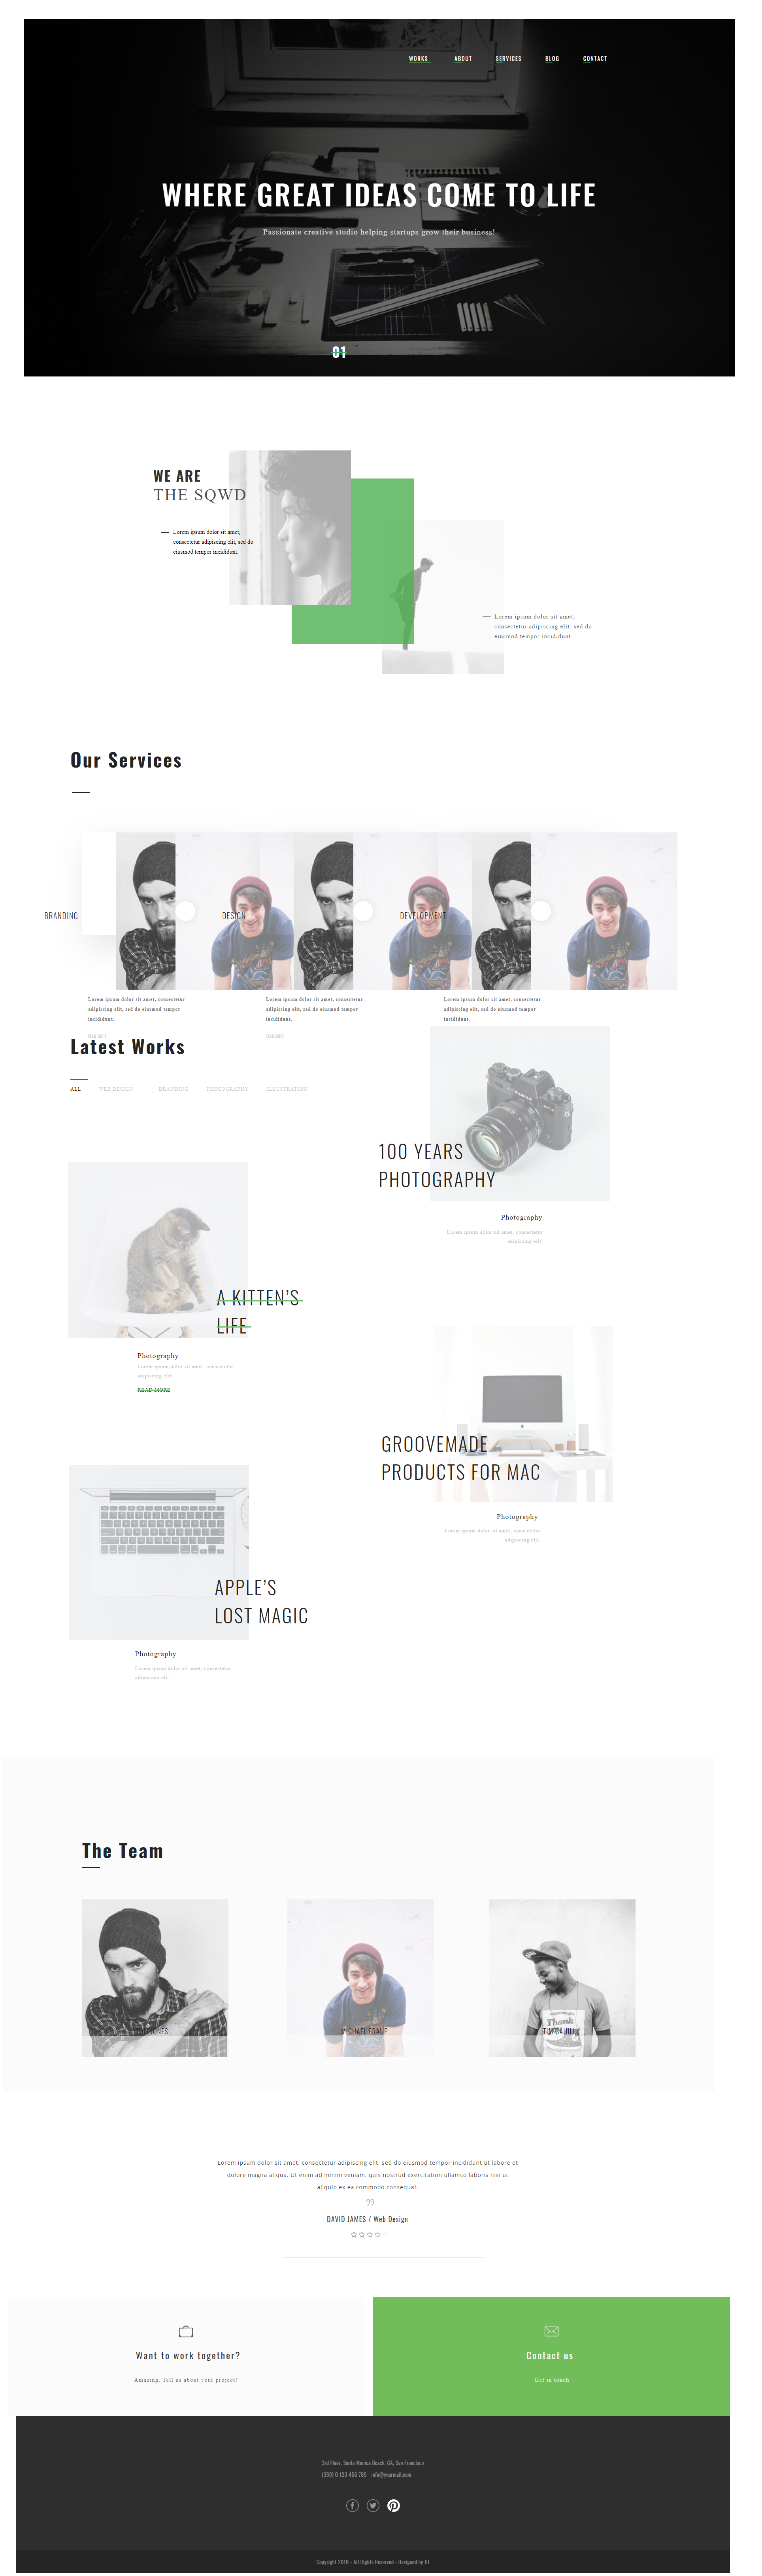 WORKS ABOUT SERVICES BLOG CONTACT
WHERE GREAT IDEAS COME TO LIFE
Passionate creative studio helping startups grow their business!
01
WE ARE
THE SQWD
Lorem ipsum dolor sit amet,
consectetur adipiscing elit, sed do
eiusmod tempor incididunt.
Lorem ipsum dolor sit amet,
consectetur adipiscing elit, sed do
eiusmod tempor incididunt.
Our Services
BRANDING
DESIGN
DEVELOPMENT
Lorem ipsum dolor sit amet, consectetur
adipiscing elit, sed do eiusmod tempor
incididunt.
READ MORE
Lorem ipsum dolor sit amet, consectetur
adipiscing elit, sed do eiusmod tempor
incididunt.
READ MORE
Lorem ipsum dolor sit amet, consectetur
adipiscing elit, sed do eiusmod tempor
incididunt.
Latest Works
ALL WEB DESIGN BRANDING PHOTOGRAPHY ILLUSTRATION
100 YEARS
PHOTOGRAPHY
Photography
Lorem ipsum dolor sit amet, consectetur
adipiscing elit.
A KITTEN'S
LIFE
Photography
Lorem ipsum dolor sit amet, consectetur
adipiscing elit.
READ MORE
GROOVEMADE
PRODUCTS FOR MAC
Photography
Lorem ipsum dolor sit amet, consectetur
adipiscing elit.
APPLE'S
LOST MAGIC
Photography
Lorem ipsum dolor sit amet, consectetur
adipiscing elit.
The Team
JONES
MICHAEL
Thank
Lorem ipsum dolor sit amet, consectetur adipiscing elit, sed do eiusmod tempor incididunt ut labore et
dolore magna aliqua. Ut enim ad minim veniam, quis nostrud exercitation ullamco laboris nisi ut
aliquip ex ea commodo consequat.
DAVID JAMES / Web Design
Want to work together?
Amazing. Tell us about your project!
Contact us
Get in touch
3rd Floor, Santa Monica Beach, CA, San Francisco
(359) 0 123 456 789 - info@yourmail.com
Copyright 2016 - All Rights Reserved - Designed by